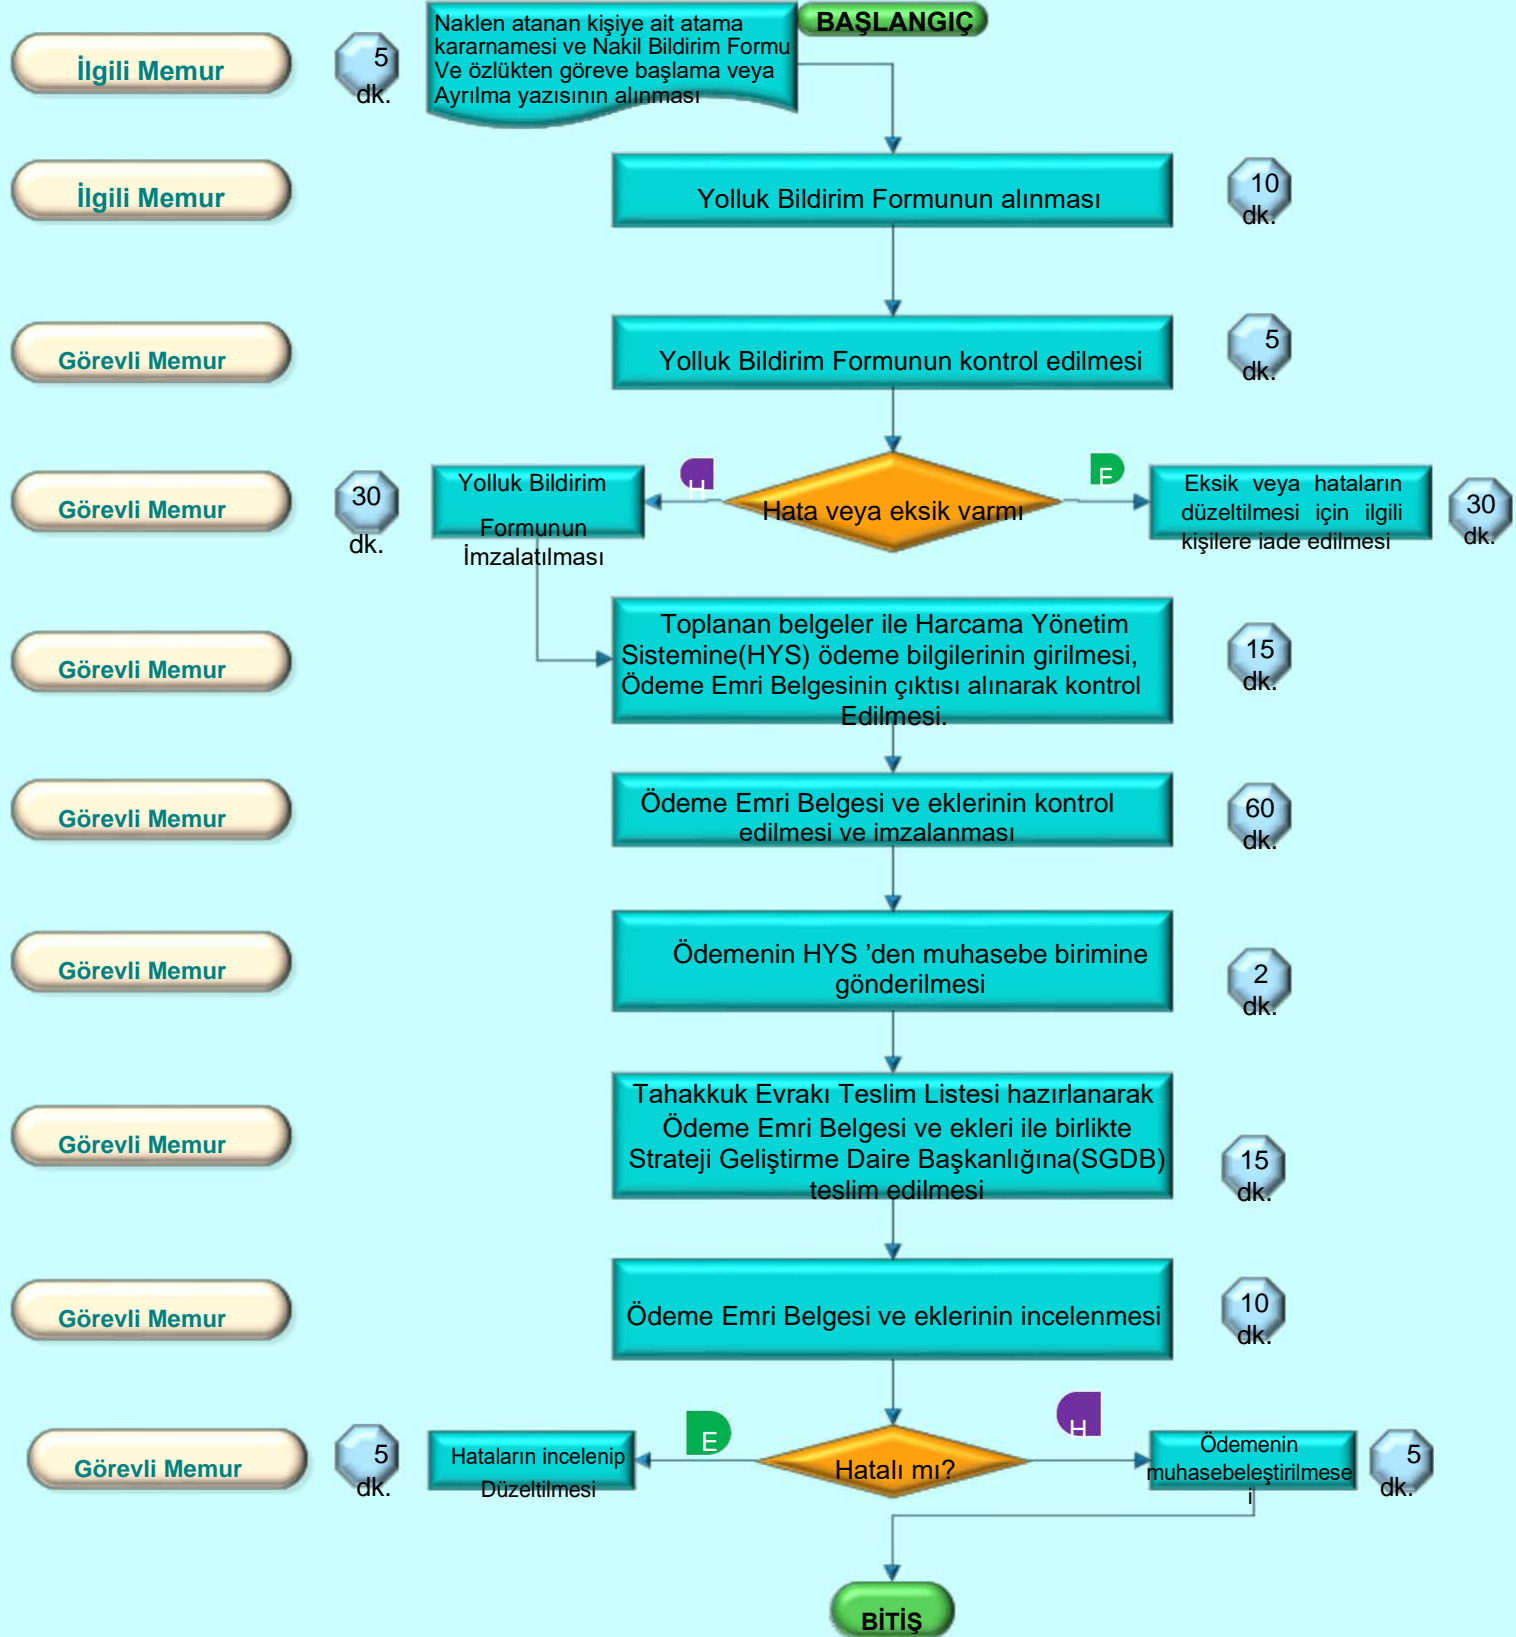 BAŞLANGIÇ
İlgili Memur
5
dk.
Naklen atanan kişiye ait atama
kararnamesi ve Nakil Bildirim Formu
Ve özlükten göreve başlama veya
Ayrılma yazısının alınması
İlgili Memur
Yolluk Bildirim Formunun alınması
10
dk.
Görevli Memur
Yolluk Bildirim Formunun kontrol edilmesi
5
dk.
Görevli Memur
30
dk.
Yolluk Bildirim
Formunun
İmzalatılması
H
Hata veya eksik varmı
E
Eksik veya hataların
düzeltilmesi için ilgili
kişilere iade edilmesi
30
dk.
Görevli Memur
Toplanan belgeler ile Harcama Yönetim
Sistemine(HYS) ödeme bilgilerinin girilmesi,
Ödeme Emri Belgesinin çıktısı alınarak kontrol
Edilmesi.
15
dk.
Görevli Memur
Ödeme Emri Belgesi ve eklerinin kontrol
edilmesi ve imzalanması
60
dk.
Görevli Memur
Ödemenin HYS ’den muhasebe birimine
gönderilmesi
2
dk.
Görevli Memur
Tahakkuk Evrakı Teslim Listesi hazırlanarak
Ödeme Emri Belgesi ve ekleri ile birlikte
Strateji Geliştirme Daire Başkanlığına(SGDB)
teslim edilmesi
15
dk.
Görevli Memur
Ödeme Emri Belgesi ve eklerinin incelenmesi
10
dk.
Görevli Memur
5
dk.
Hataların incelenip
Düzeltilmesi
E
Hatalı mı?
H
Ödemenin
muhasebeleştirilmese
i
5
dk.
BİTİŞ